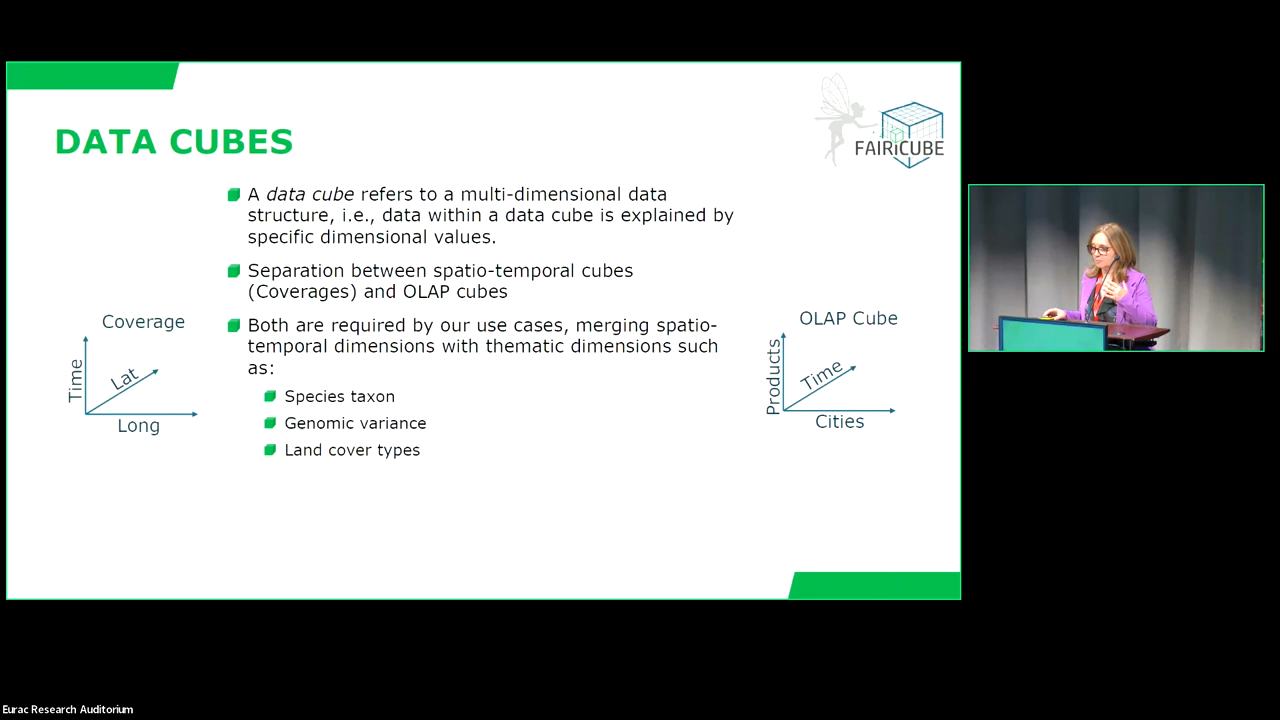 DATA CUBES
FAIRiCUBE
A data cube refers to a multi-dimensional data
structure, i.e., data within a data cube is explained by
specific dimensional values.
Separation between spatio-temporal cubes
(Coverages) and OLAP cubes
Both are required by our use cases, merging spatio-
temporal dimensions with thematic dimensions such
as:
Species taxon
Genomic variance
Land cover types
Coverage
Time
Lat
Long
OLAP Cube
Products
Time
Cities
Eurac Research Auditorium